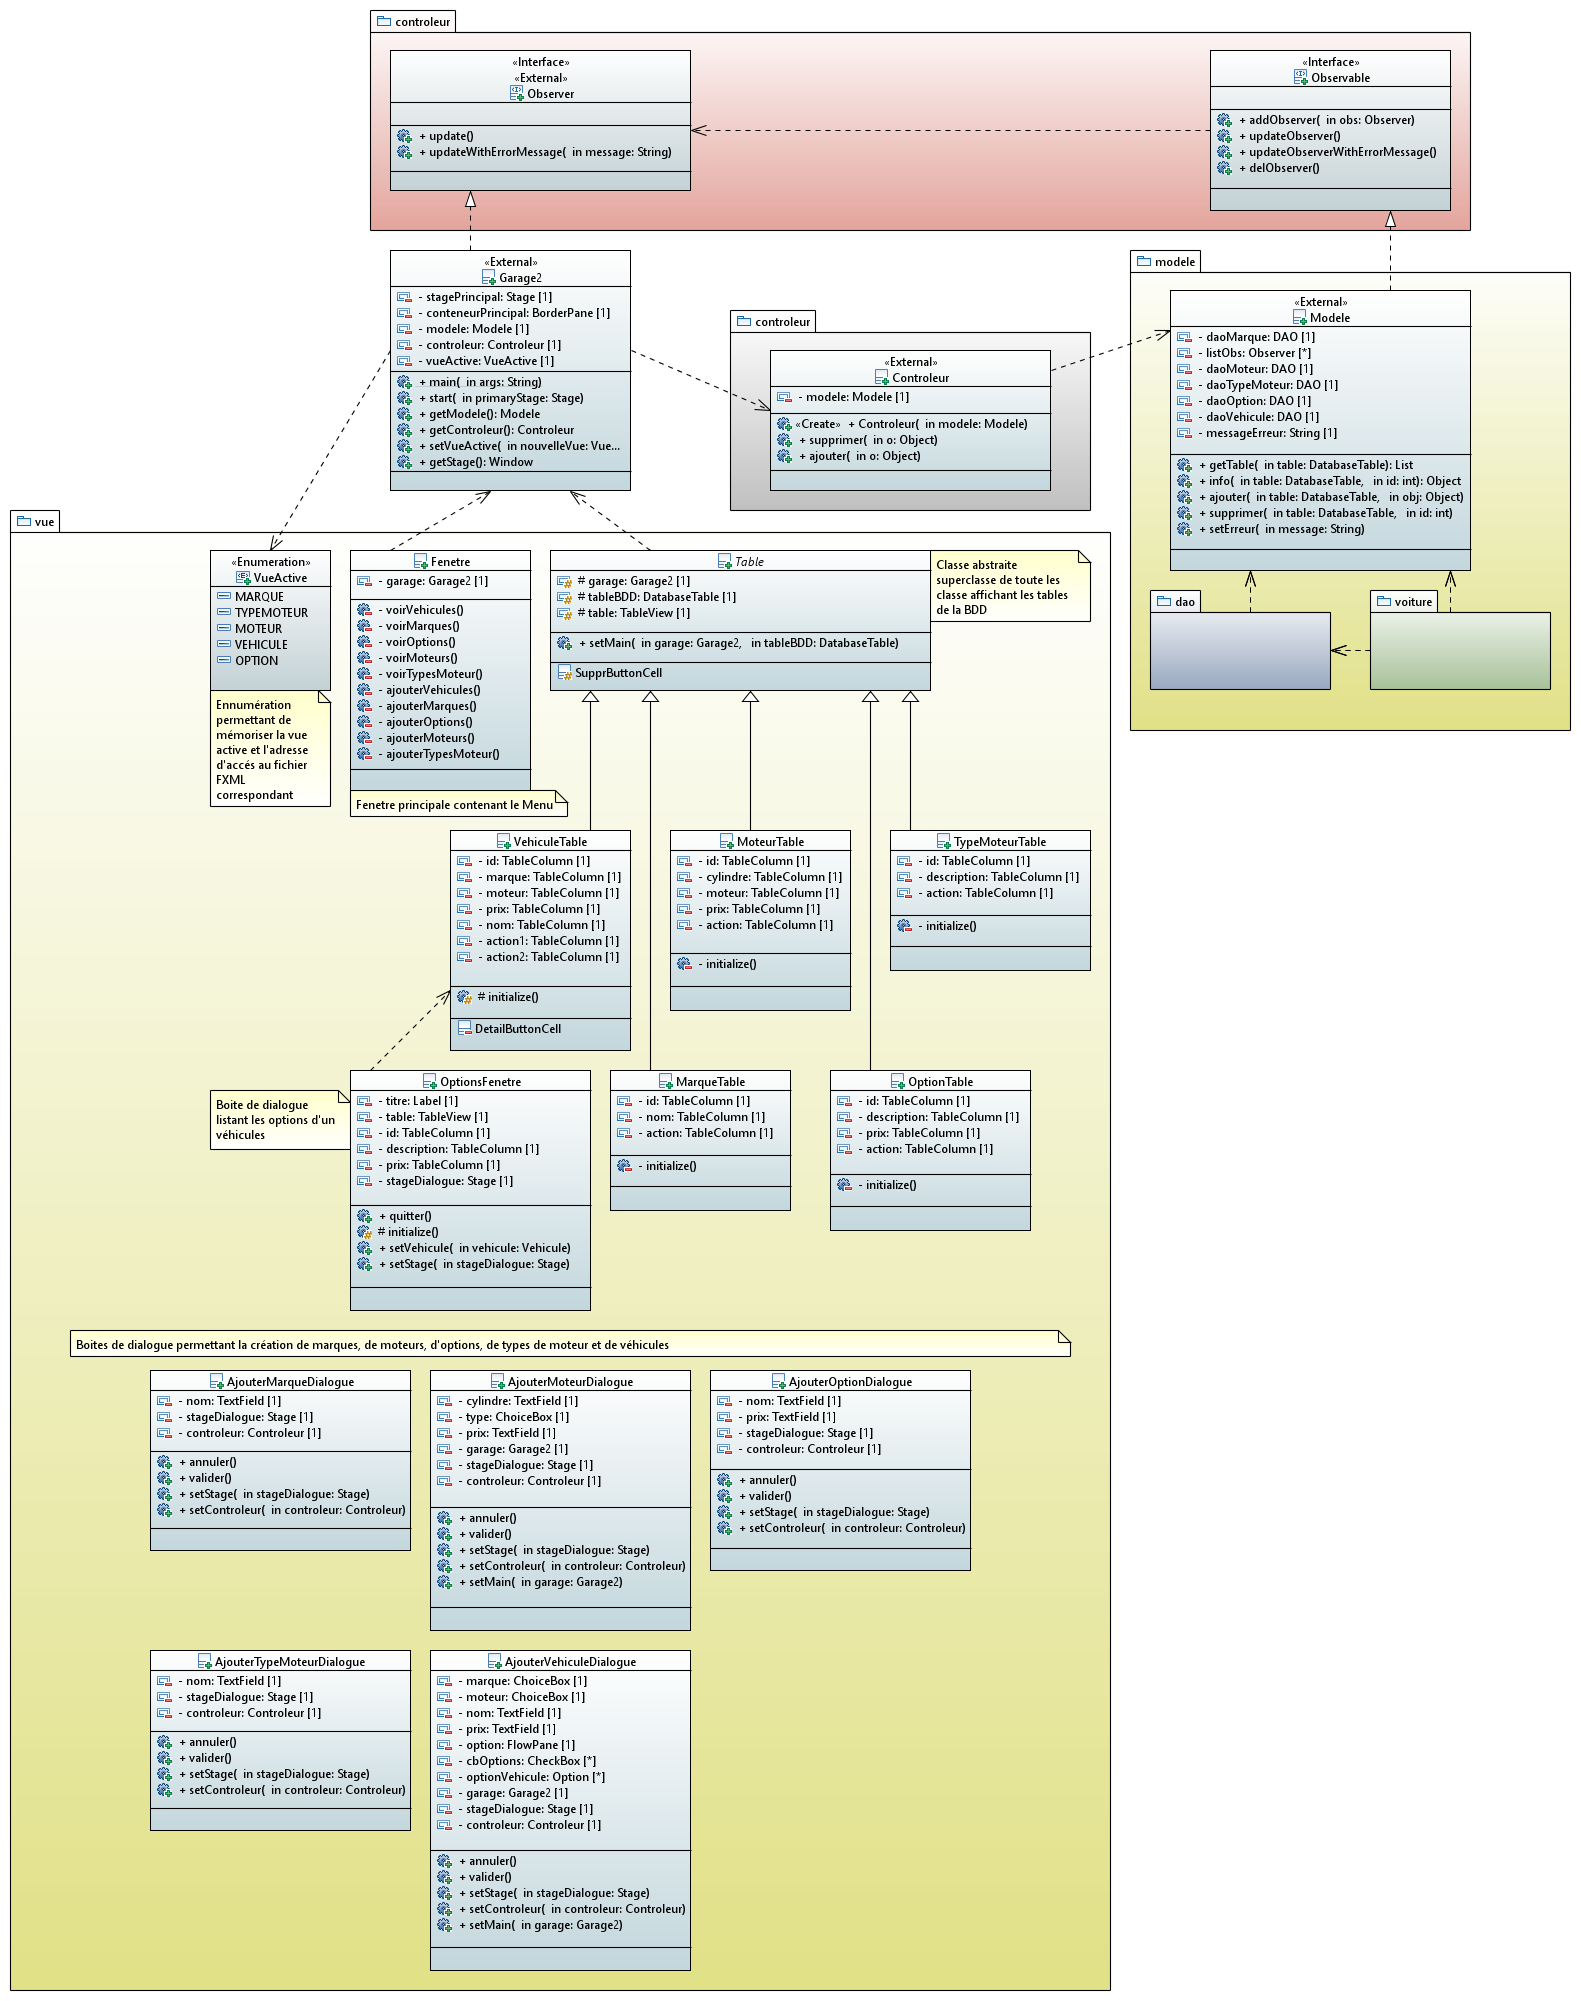 controleur
«Interface»
«External»
Observer
+ update()
+ updateWithErrorMessage(  in message: String)
«Interface»
Observable
+ addObserver(  in obs: Observer)
+ updateObserver()
+ updateObserverWithErrorMessage()
+ delObserver()
«External»
Garage2
- stagePrincipal: Stage [1]
- conteneurPrincipal: BorderPane [1]
- modele: Modele [1]
- controleur: Controleur [1]
- vueActive: VueActive [1]
+ main(  in args: String)
+ start(  in primaryStage: Stage)
+ getModele(): Modele
+ getControleur(): Controleur
+ setVueActive(  in nouvelleVue: Vue...
+ getStage(): Window
controleur
«External»
Controleur
- modele: Modele [1]
«Create»  + Controleur(  in modele: Modele)
+ supprimer(  in o: Object)
+ ajouter(  in o: Object)
modele
«External»
Modele
- daoMarque: DAO [1]
- listObs: Observer [*]
- daoMoteur: DAO [1]
- daoTypeMoteur: DAO [1]
- daoOption: DAO [1]
- daoVehicule: DAO [1]
- messageErreur: String [1]
+ getTable(  in table: DatabaseTable): List
+ info(  in table: DatabaseTable,   in id: int): Object
+ ajouter(  in table: DatabaseTable,   in obj: Object)
+ supprimer(  in table: DatabaseTable,   in id: int)
+ setErreur(  in message: String)
dao
voiture
vue
«Enumeration»
VueActive
MARQUE
TYPEMOTEUR
MOTEUR
VEHICULE
OPTION
Ennumération
permettant de
mémoriser la vue
active et l'adresse
d'accés au fichier
FXML
correspondant
Fenetre
- garage: Garage2 [1]
- voirVehicules()
- voirMarques()
- voirOptions()
- voirMoteurs()
- voirTypesMoteur()
- ajouterVehicules()
- ajouterMarques()
- ajouterOptions()
- ajouterMoteurs()
- ajouterTypesMoteur()
Fenetre principale contenant le Menu
Table
# garage: Garage2 [1]
# tableBDD: DatabaseTable [1]
# table: TableView [1]
+ setMain(  in garage: Garage2,   in tableBDD: DatabaseTable)
SupprButtonCell
Classe abstraite
superclasse de toute les
classe affichant les tables
de la BDD
VehiculeTable
- id: TableColumn [1]
- marque: TableColumn [1]
- moteur: TableColumn [1]
- prix: TableColumn [1]
- nom: TableColumn [1]
- action1: TableColumn [1]
- action2: TableColumn [1]
# initialize()
DetailButtonCell
MoteurTable
- id: TableColumn [1]
- cylindre: TableColumn [1]
- moteur: TableColumn [1]
- prix: TableColumn [1]
- action: TableColumn [1]
- initialize()
TypeMoteurTable
- id: TableColumn [1]
- description: TableColumn [1]
- action: TableColumn [1]
- initialize()
Boite de dialogue
listant les options d'un
véhicules
OptionsFenetre
- titre: Label [1]
- table: TableView [1]
- id: TableColumn [1]
- description: TableColumn [1]
- prix: TableColumn [1]
- stageDialogue: Stage [1]
+ quitter()
# initialize()
+ setVehicule(  in vehicule: Vehicule)
+ setStage(  in stageDialogue: Stage)
MarqueTable
- id: TableColumn [1]
- nom: TableColumn [1]
- action: TableColumn [1]
- initialize()
OptionTable
- id: TableColumn [1]
- description: TableColumn [1]
- prix: TableColumn [1]
- action: TableColumn [1]
- initialize()
Boites de dialogue permettant la création de marques, de moteurs, d'options, de types de moteur et de véhicules
AjouterMarqueDialogue
- nom: TextField [1]
- stageDialogue: Stage [1]
- controleur: Controleur [1]
+ annuler()
+ valider()
+ setStage(  in stageDialogue: Stage)
+ setControleur(  in controleur: Controleur)
AjouterMoteurDialogue
- cylindre: TextField [1]
- type: ChoiceBox [1]
- prix: TextField [1]
- garage: Garage2 [1]
- stageDialogue: Stage [1]
- controleur: Controleur [1]
+ annuler()
+ valider()
+ setStage(  in stageDialogue: Stage)
+ setControleur(  in controleur: Controleur)
+ setMain(  in garage: Garage2)
AjouterOptionDialogue
- nom: TextField [1]
- prix: TextField [1]
- stageDialogue: Stage [1]
- controleur: Controleur [1]
+ annuler()
+ valider()
+ setStage(  in stageDialogue: Stage)
+ setControleur(  in controleur: Controleur)
AjouterTypeMoteurDialogue
- nom: TextField [1]
- stageDialogue: Stage [1]
- controleur: Controleur [1]
+ annuler()
+ valider()
+ setStage(  in stageDialogue: Stage)
+ setControleur(  in controleur: Controleur)
AjouterVehiculeDialogue
- marque: ChoiceBox [1]
- moteur: ChoiceBox [1]
- nom: TextField [1]
- prix: TextField [1]
- option: FlowPane [1]
- cbOptions: CheckBox [*]
- optionVehicule: Option [*]
- garage: Garage2 [1]
- stageDialogue: Stage [1]
- controleur: Controleur [1]
+ annuler()
+ valider()
+ setStage(  in stageDialogue: Stage)
+ setControleur(  in controleur: Controleur)
+ setMain(  in garage: Garage2)